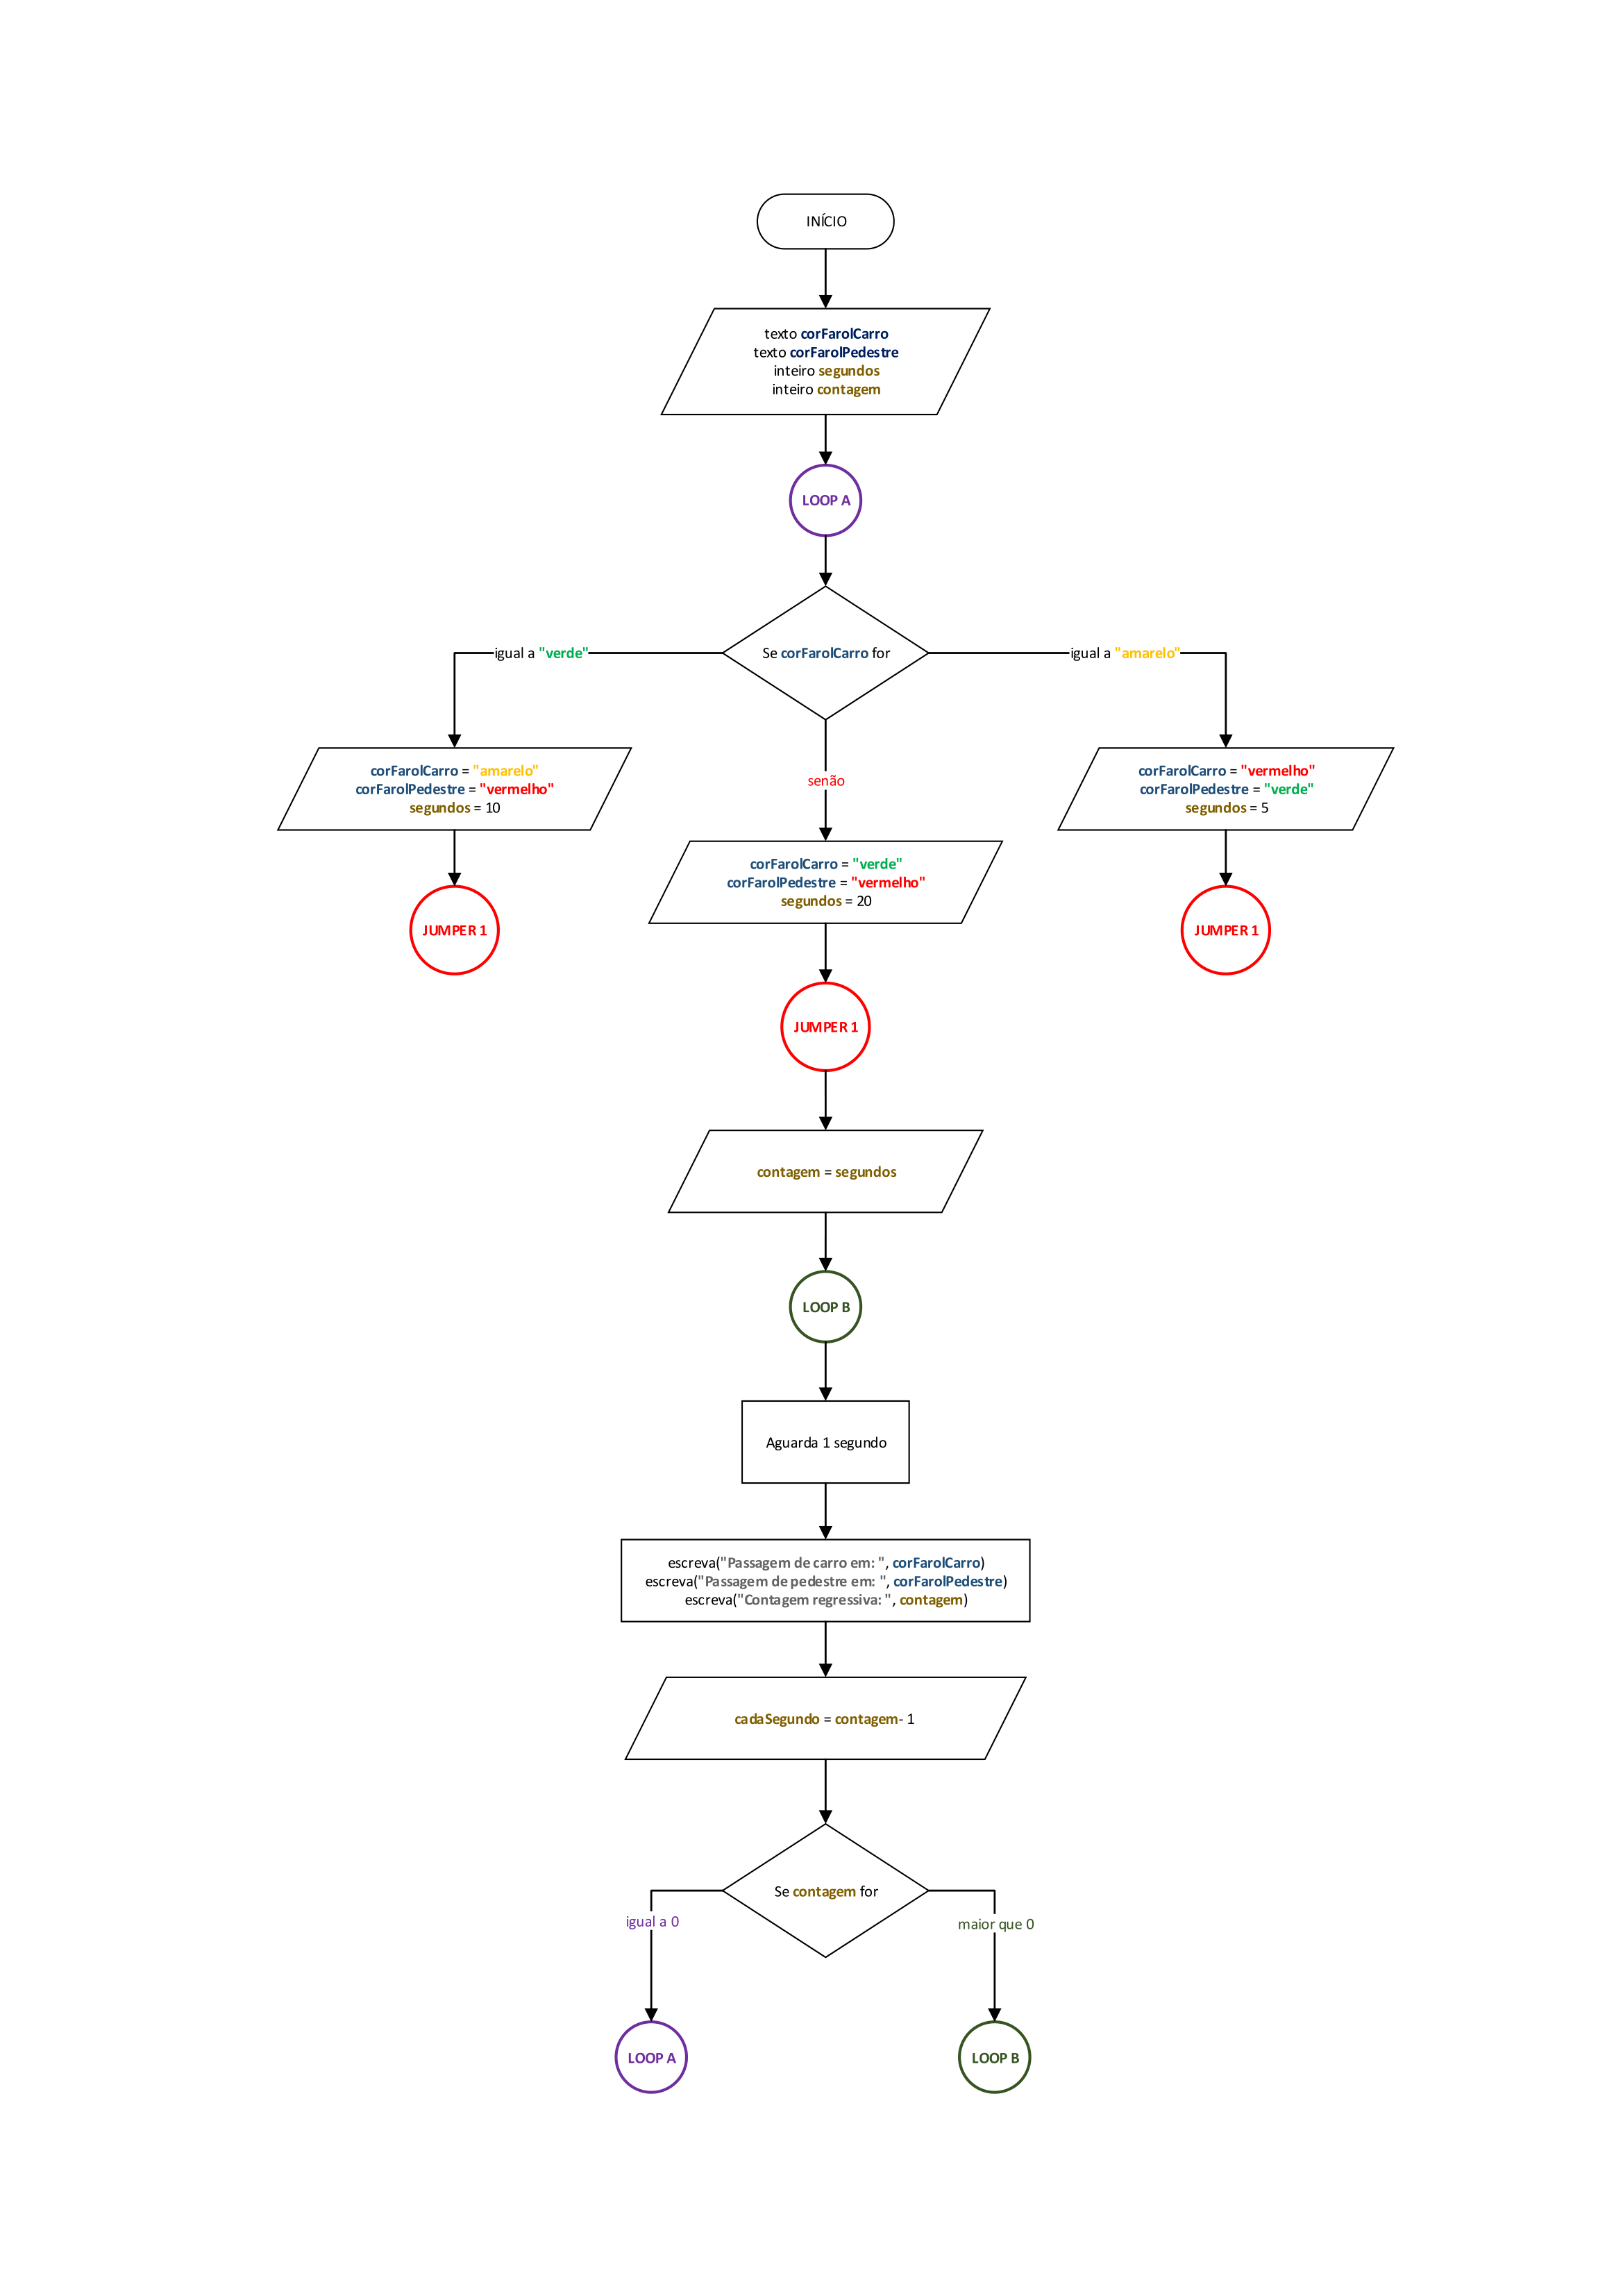 INÍCIO
texto corFarolCarro
texto corFarolPedestre
inteiro segundos
inteiro contagem
LOOP A
Se corFarolCarro for
igual a "verde"
igual a "amarelo"
corFarolCarro = "amarelo"
corFarolPedestre = "vermelho"
segundos = 10
JUMPER 1
senão
corFarolCarro = "vermelho"
corFarolPedestre = "verde"
segundos = 5
JUMPER 1
corFarolCarro = "verde"
corFarolPedestre = "vermelho"
segundos = 20
JUMPER 1
contagem = segundos
LOOP B
Aguarda 1 segundo
escreva("Passagem de carro em: ", corFarolCarro)
escreva("Passagem de pedestre em: ", corFarolPedestre)
escreva("Contagem regressiva: ", contagem)
cadaSegundo = contagem- 1
Se contagem for
igual a 0
maior que 0
LOOP A
LOOP B